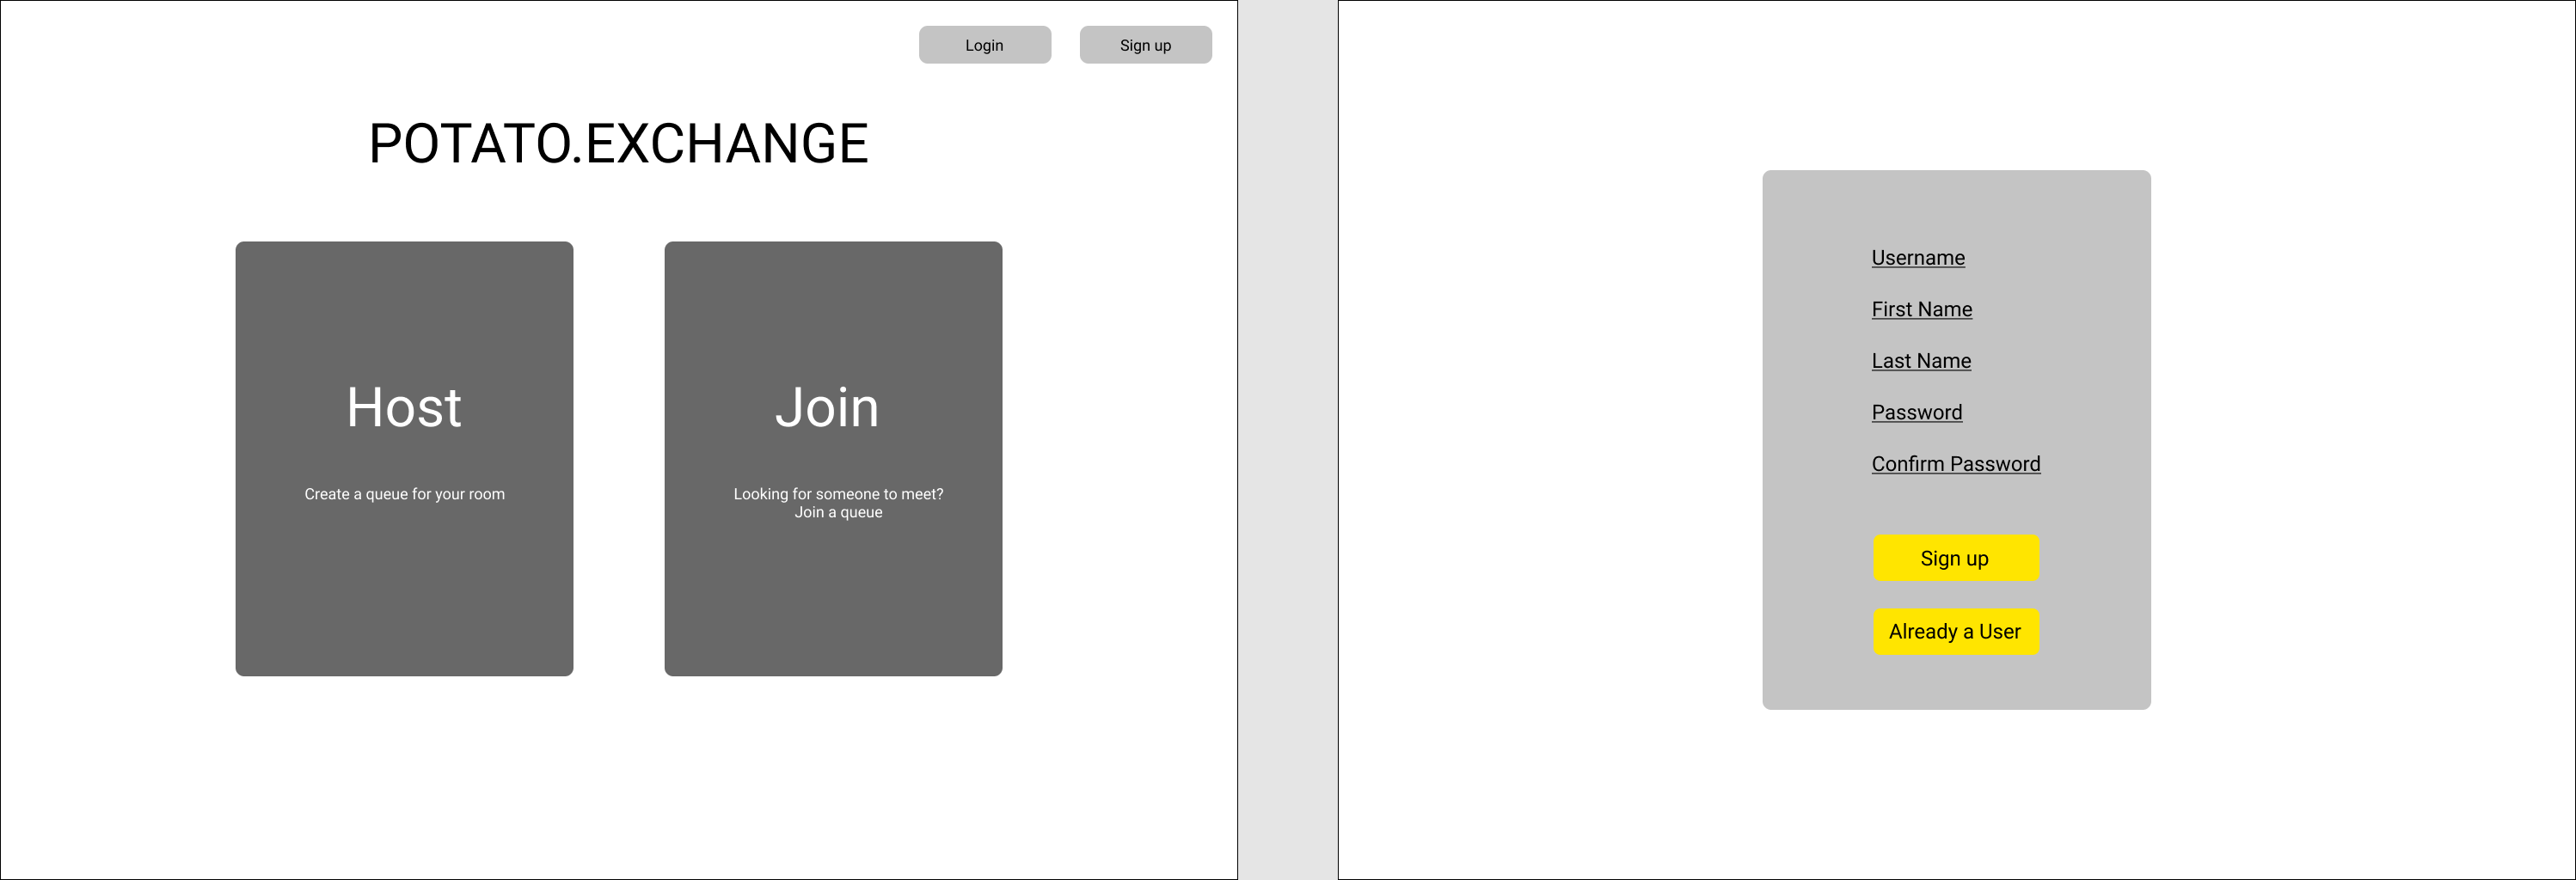 Login
Sign up
POTATO.EXCHANGE
Host
Create a queue for your room
Join
Looking for someone to meet?
Join a queue
Username
First Name
Last Name
Password
Confirm Password
Sign up
Already a User